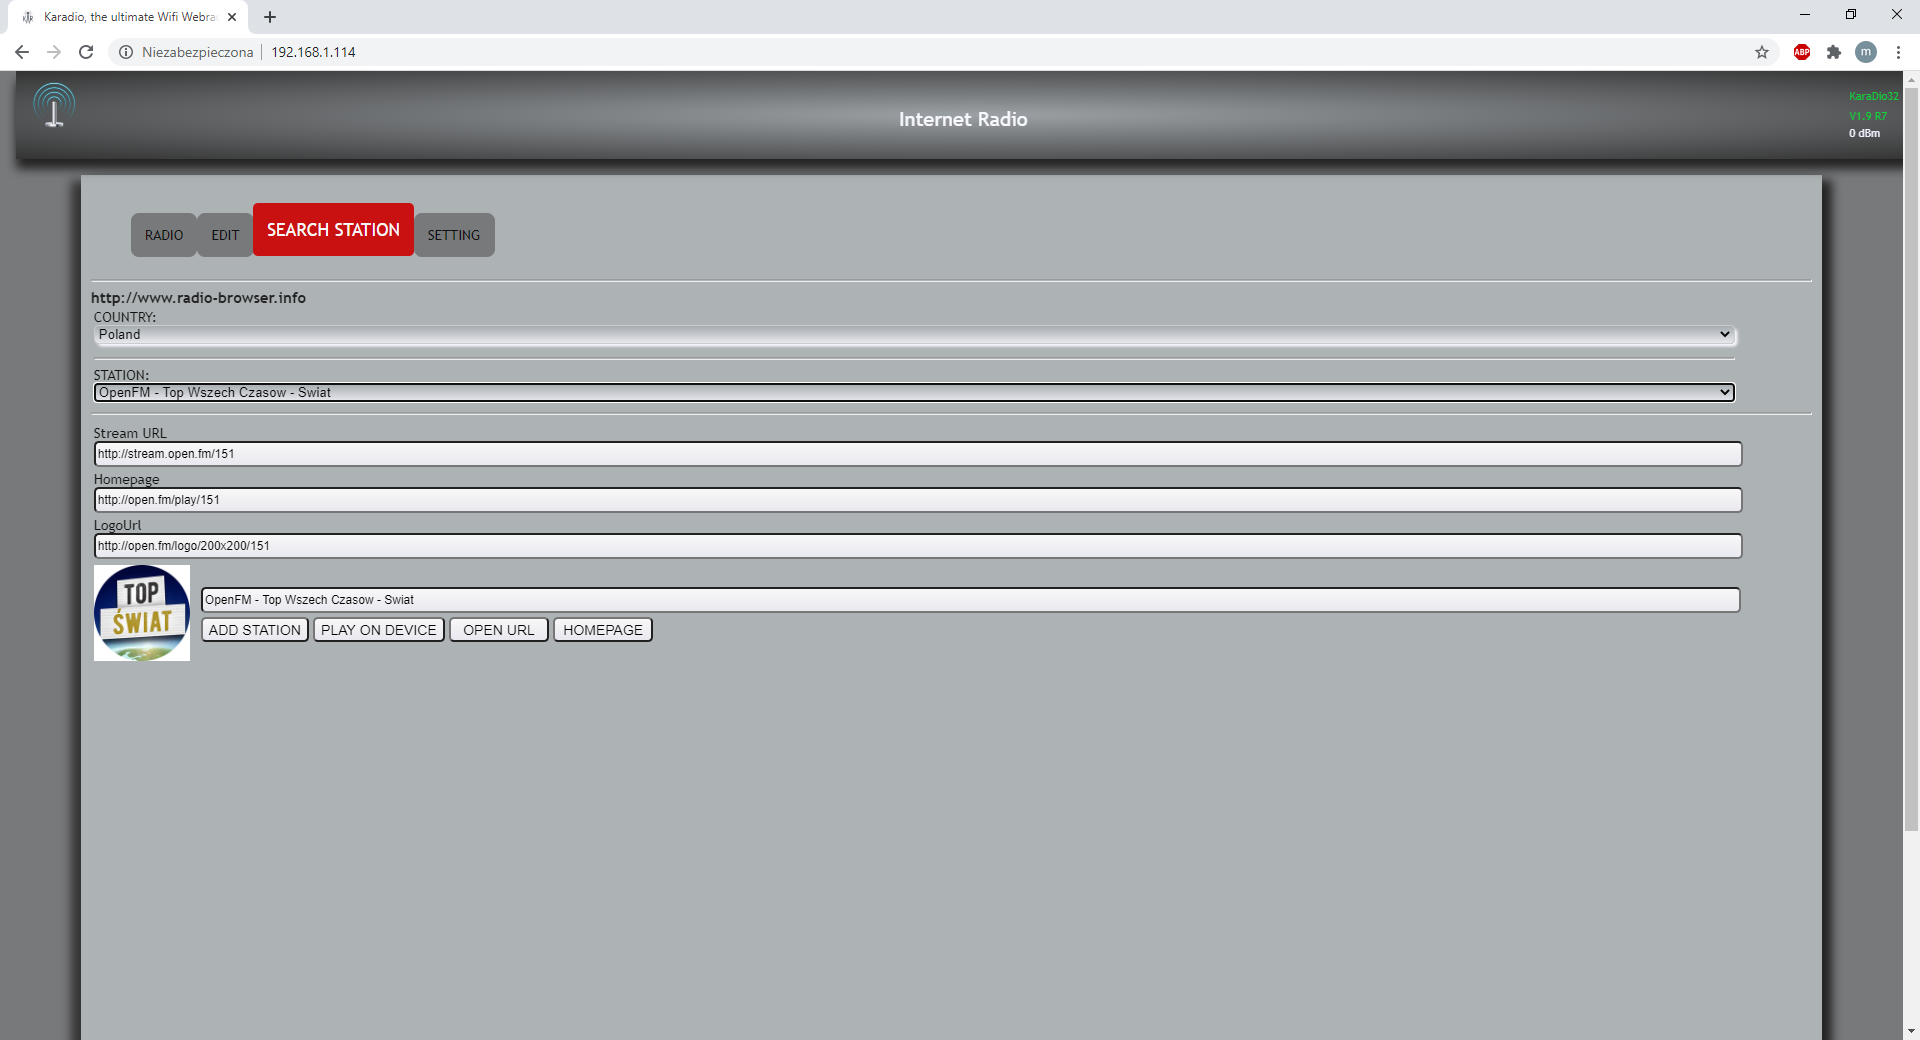 Karadio, the ultimate Wifi Webra
Niezabezpieczona 192.168.1.114
ABP
m
Internet Radio
KaraDio32
V1.9 R7
0 dBm
RADIO EDIT SEARCH STATION SETTING
http://www.radio-browser.info
COUNTRY:
Poland
STATION:
OpenFM - Top Wszech Czasow - Swiat
Stream URL
http://stream.open.fm/151
Homepage
http://open.fm/play/151
LogoUrl
http://open.fm/logo/200x200/151
TOP
ŚWIAT
OpenFM - Top Wszech Czasow - Swiat
ADD STATION PLAY ON DEVICE OPEN URL HOMEPAGE